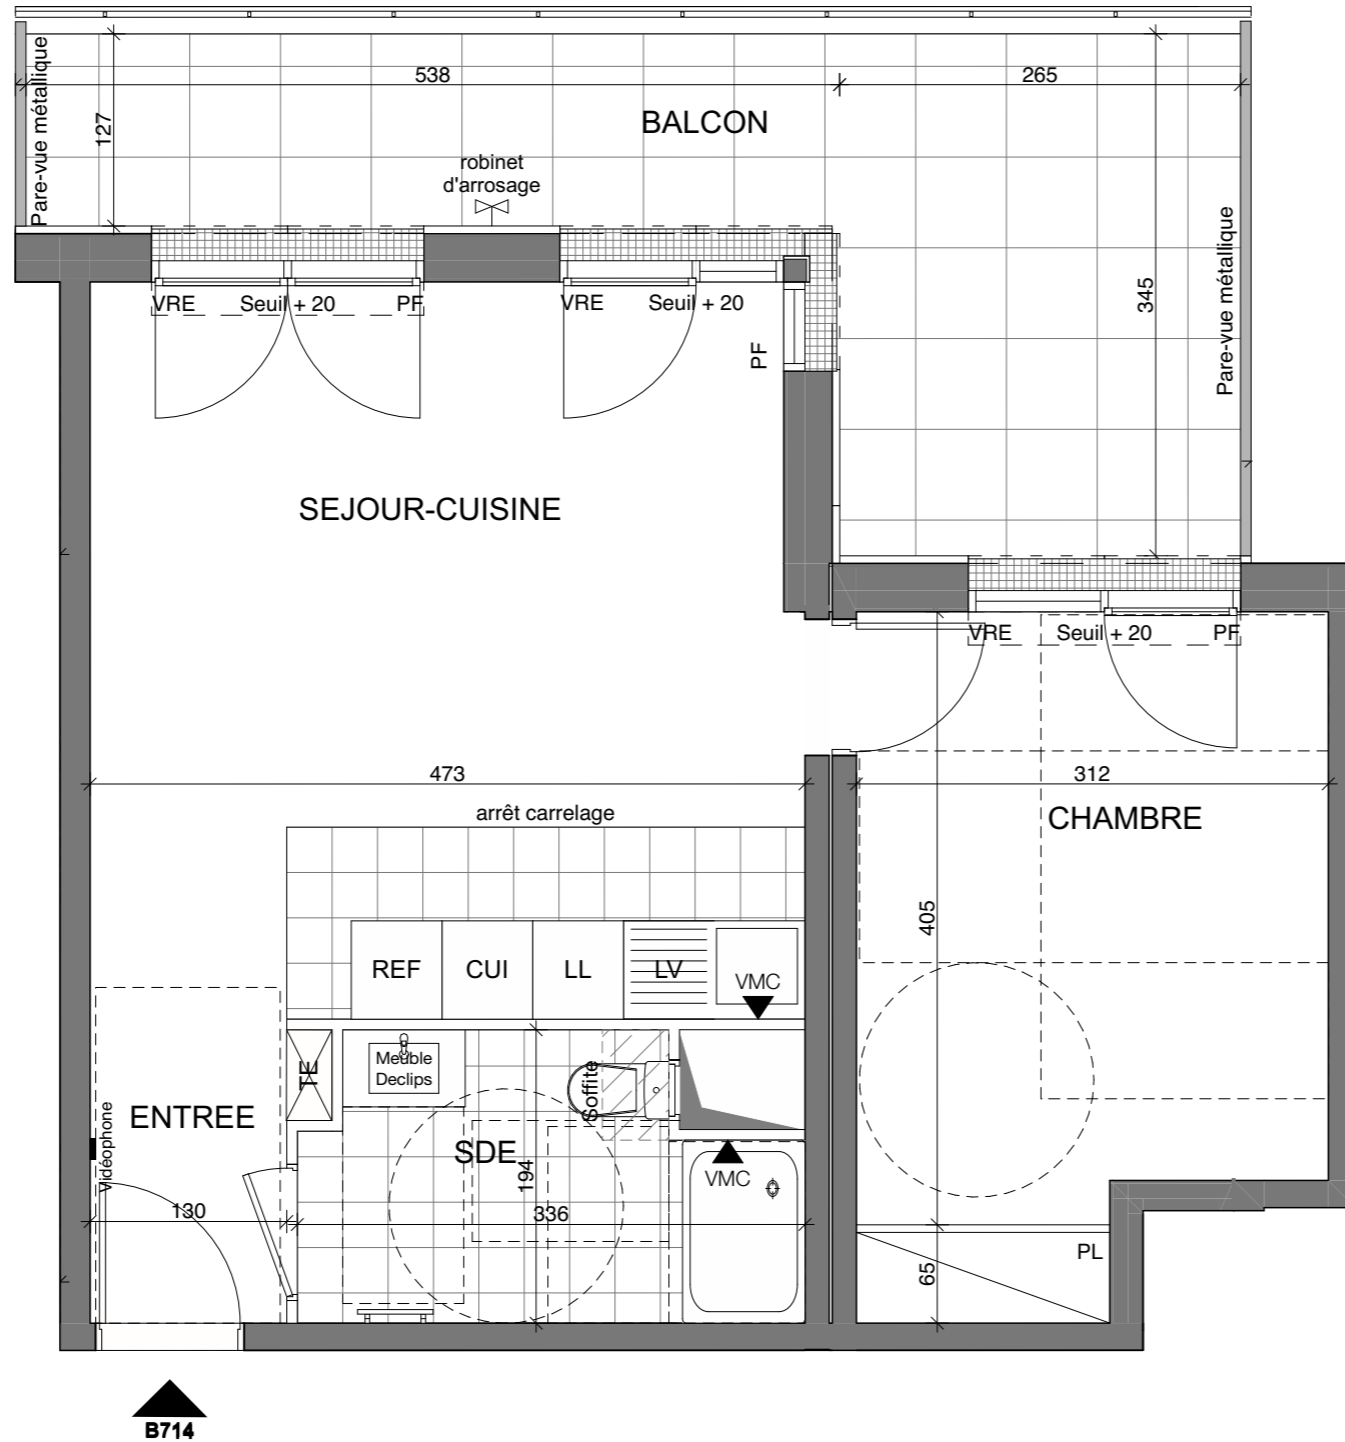 Pare-vue métallique
538
265
127
BALCON
robinet
d'arrosage
345
Pare-vue métallique
VRE
Seuil + 20
PF
VRE
Seuil + 20
PF
SEJOUR-CUISINE
VRE
Seuil + 20
PF
473
312
arrêt carrelage
CHAMBRE
405
REF
CUI
LL
LV
VMC
TE
Meuble
Declips
Soffite
ENTREE
Vidéophone
SDE
194
VMC
130
336
65
PL
B714